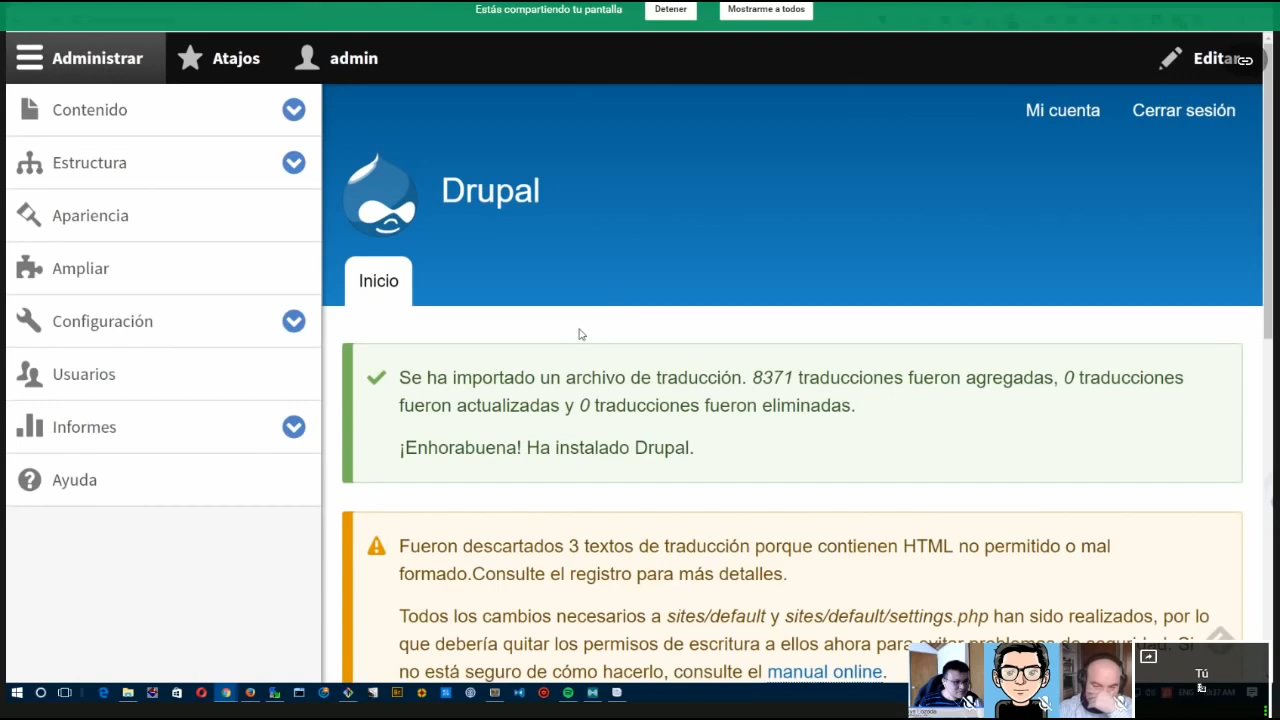 Estás compartiendo tu pantalla
Detener
Mostrarme a todos
Administrar
Atajos
admin
Editar
Contenido
Estructura
Apariencia
Ampliar
Configuración
Usuarios
Informes
Ayuda
Mi cuenta
Cerrar sesión
Drupal
Inicio
Se ha importado un archivo de traducción. 8371 traducciones fueron agregadas, 0 traducciones
fueron actualizadas y 0 traducciones fueron eliminadas.
¡Enhorabuena! Ha instalado Drupal.
Fueron descartados 3 textos de traducción porque contienen HTML no permitido o mal
formado.Consulte el registro para más detalles.
Todos los cambios necesarios a sites/default y sites/default/settings.php han sido realizados, por lo
que debería quitar los permisos de escritura a ellos ahora para evitar problemas de seguridad. Si
no está seguro de cómo hacerlo, consulte el manual online.
Tú